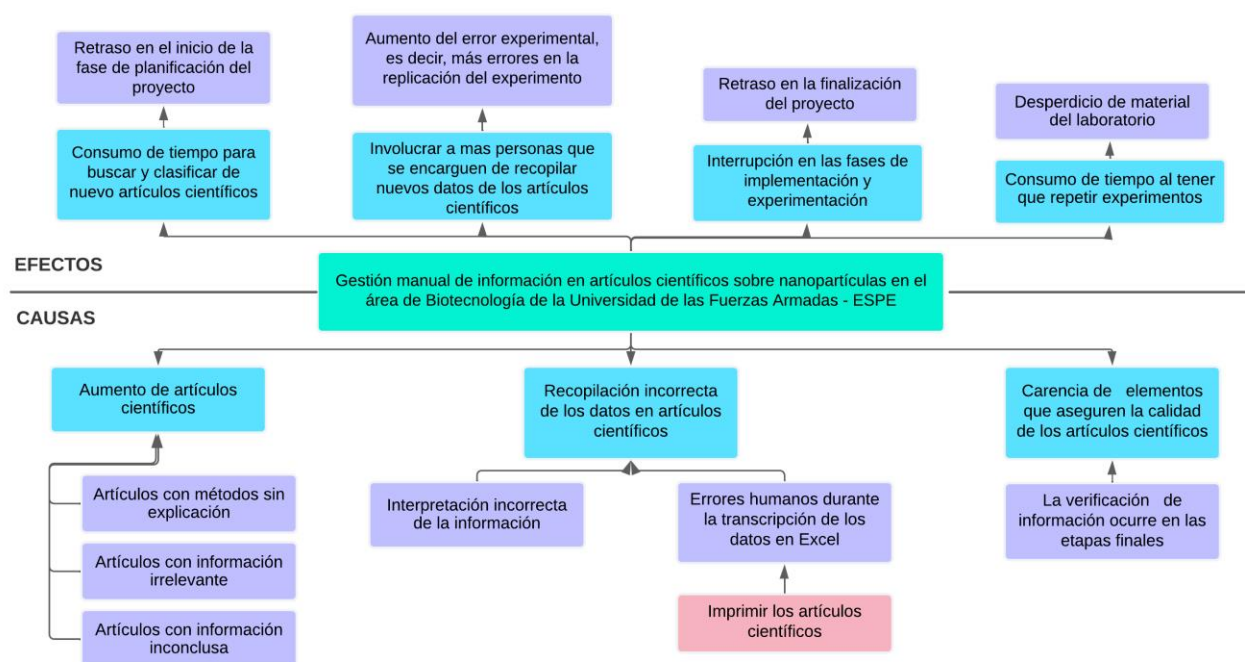 Retraso en el inicio de la
fase de planificación del
proyecto
Aumento del error experimental,
es decir, más errores en la
replicación del experimento
Retraso en la finalización
del proyecto
Desperdicio de material
del laboratorio
Consumo de tiempo para
buscar y clasificar de
nuevo artículos científicos
Involucrar a mas personas que
se encarguen de recopilar
nuevos datos de los artículos
científicos
Interrupción en las fases de
implementación y
experimentación
Consumo de tiempo al tener
que repetir experimentos
EFECTOS
Gestión manual de información en artículos científicos sobre nanopartículas en el
área de Biotecnología de la Universidad de las Fuerzas Armadas - ESPE
CAUSAS
Aumento de artículos
científicos
Recopilación incorrecta
de los datos en artículos
científicos
Carencia de elementos
que aseguren la calidad
de los artículos científicos
Artículos con métodos sin
explicación
Artículos con información
irrelevante
Artículos con información
inconclusa
Interpretación incorrecta
de la información
Errores humanos durante
la transcripción de los
datos en Excel
La verificación de
información ocurre en las
etapas finales
Imprimir los artículos
científicos